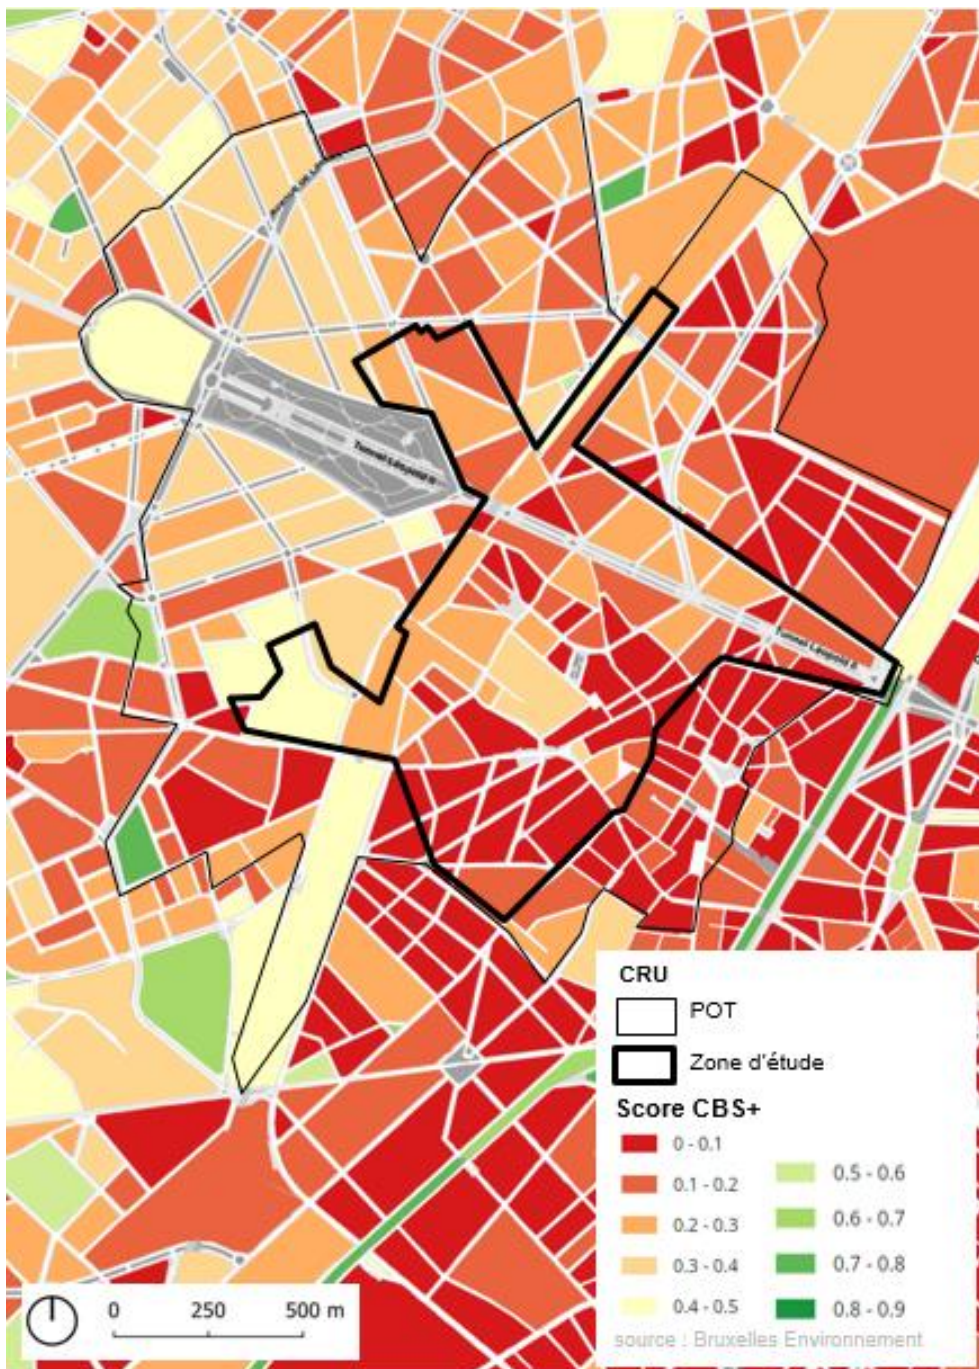 Tunnel Léopold II
Tunnel Léopold II
CRU
POT
Zone d'étude
Score CBS+
0 - 0.1
0.1 - 0.2
0.2 - 0.3
0.3 - 0.4
0.4 - 0.5
0.5 - 0.6
0.6 - 0.7
0.7 - 0.8
0.8 - 0.9
source : Bruxelles Environnement
0 250 500 m